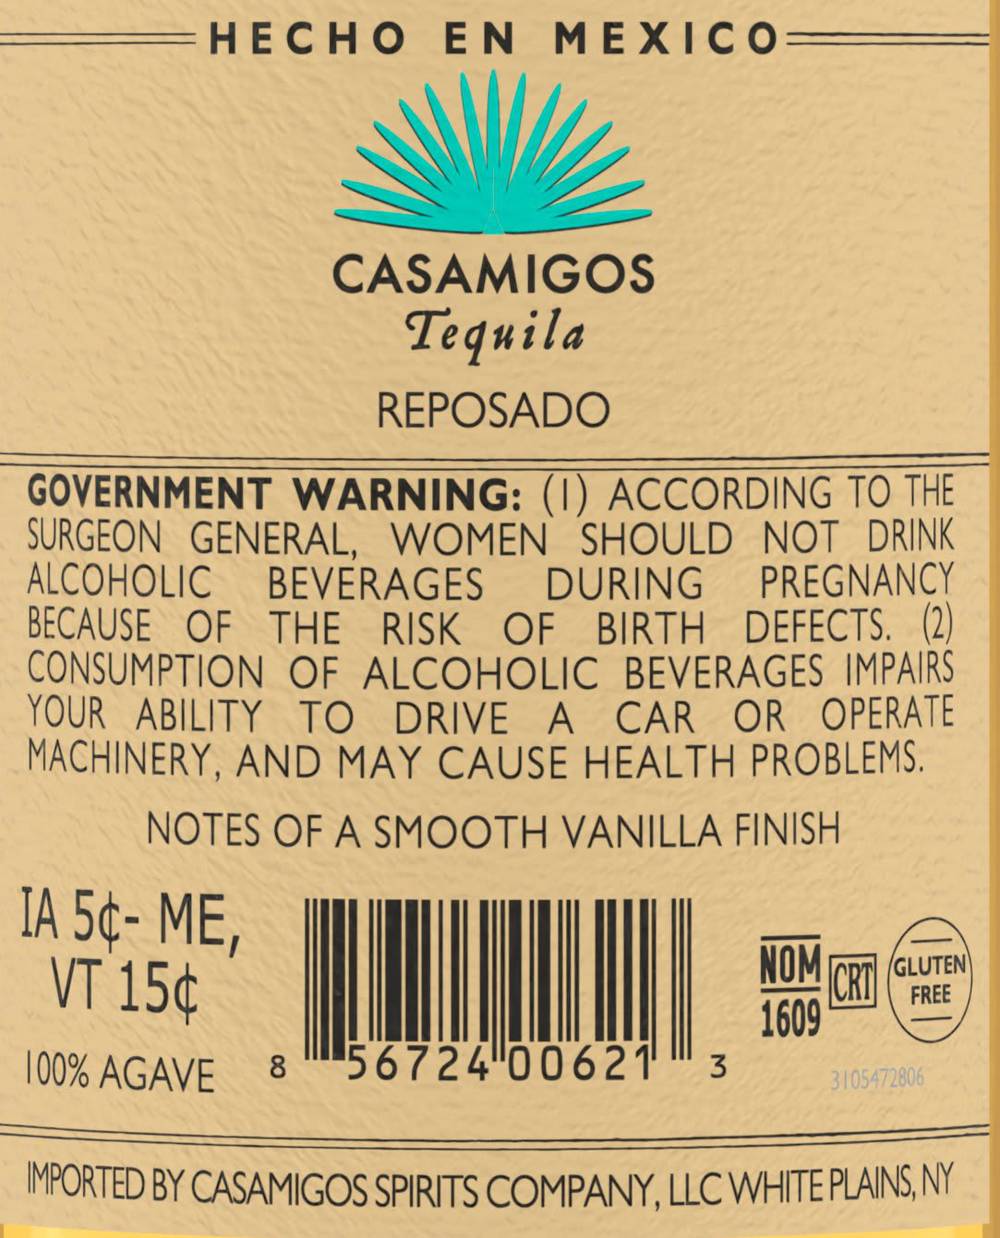 HECHO EN MEXICO
CASAMIGOS
Tequila
REPOSADO
GOVERNMENT WARNING: (1) ACCORDING TO THE
SURGEON GENERAL, WOMEN SHOULD NOT DRINK
ALCOHOLIC BEVERAGES DURING PREGNANCY
BECAUSE OF THE RISK OF BIRTH DEFECTS. (2)
CONSUMPTION OF ALCOHOLIC BEVERAGES IMPAIRS
YOUR ABILITY TO DRIVE A CAR OR OPERATE
MACHINERY, AND MAY CAUSE HEALTH PROBLEMS.
NOTES OF A SMOOTH VANILLA FINISH
IA 5¢- ME,
VT 15¢
100% AGAVE
8 56724 00621 3
NOM
1609
CRT
GLUTEN
FREE
3105472806
IMPORTED BY CASAMIGOS SPIRITS COMPANY, LLC WHITE PLAINS, NY